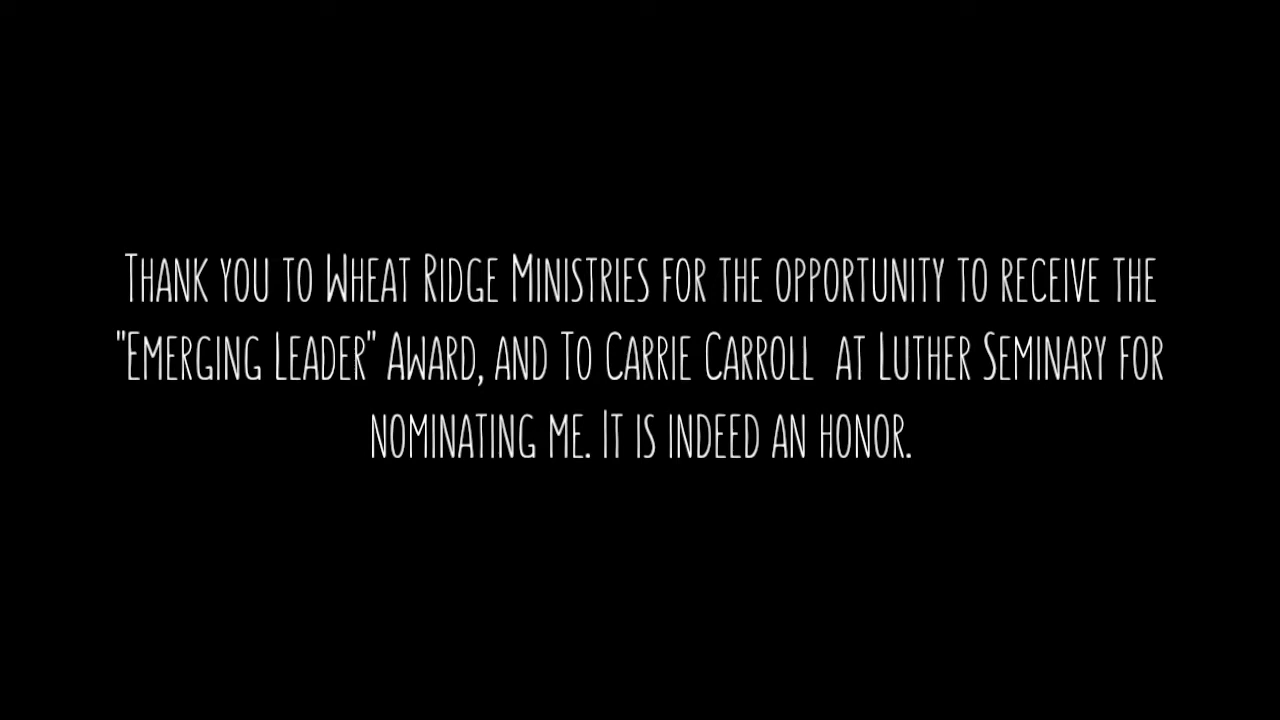 Thank you to Wheat Ridge Ministries for the opportunity to receive the
"Emerging Leader" Award, and To Carrie Carroll at Luther Seminary for
nominating me. It is indeed an honor.